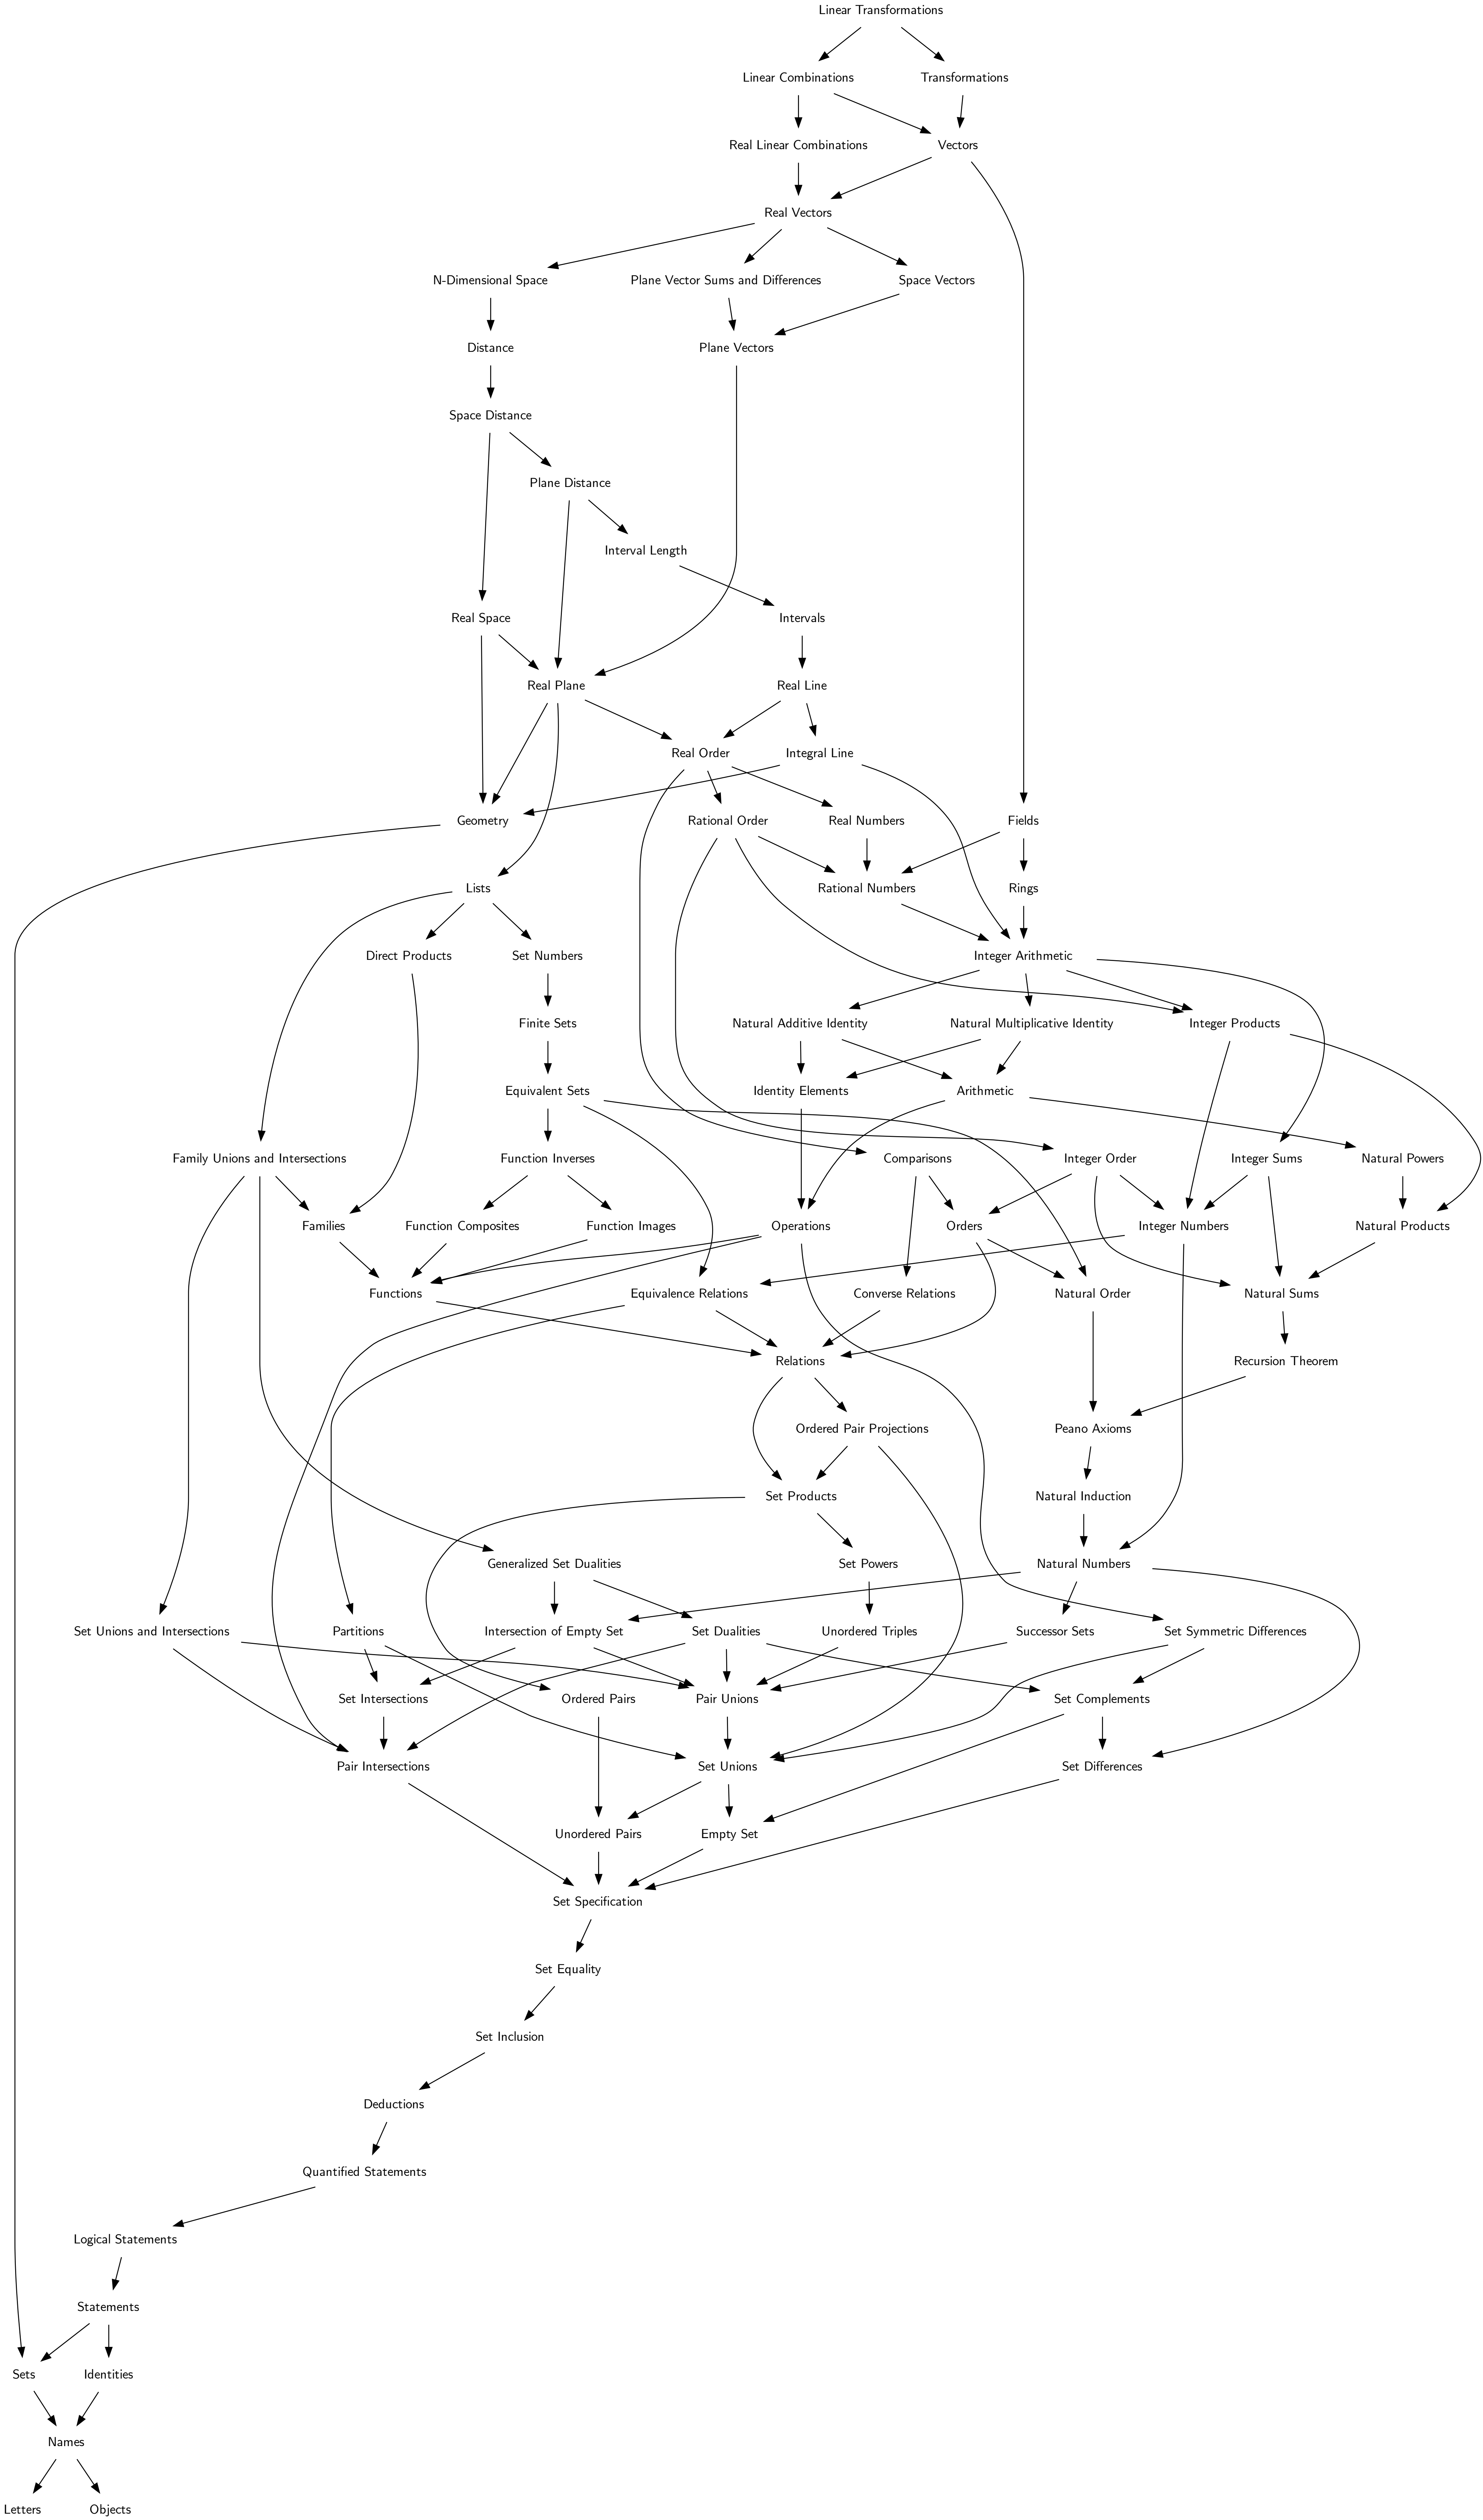 Linear Transformations
Linear Combinations
Transformations
Real Linear Combinations
Vectors
Real Vectors
N-Dimensional Space
Plane Vector Sums and Differences
Space Vectors
Distance
Plane Vectors
Space Distance
Plane Distance
Interval Length
Real Space
Intervals
Real Plane
Real Line
Real Order
Integral Line
Geometry
Rational Order
Real Numbers
Fields
Lists
Rational Numbers
Rings
Direct Products
Set Numbers
Integer Arithmetic
Finite Sets
Natural Additive Identity
Natural Multiplicative Identity
Integer Products
Equivalent Sets
Identity Elements
Arithmetic
Family Unions and Intersections
Function Inverses
Comparisons
Integer Order
Integer Sums
Natural Powers
Families
Function Composites
Function Images
Operations
Orders
Integer Numbers
Natural Products
Functions
Equivalence Relations
Converse Relations
Natural Order
Natural Sums
Relations
Recursion Theorem
Ordered Pair Projections
Peano Axioms
Set Products
Natural Induction
Generalized Set Dualities
Set Powers
Natural Numbers
Set Unions and Intersections
Partitions
Intersection of Empty Set
Set Dualities
Unordered Triples
Successor Sets
Set Symmetric Differences
Set Intersections
Ordered Pairs
Pair Unions
Set Complements
Pair Intersections
Set Unions
Set Differences
Unordered Pairs
Empty Set
Set Specification
Set Equality
Set Inclusion
Deductions
Quantified Statements
Logical Statements
Statements
Sets
Identities
Names
Letters
Objects